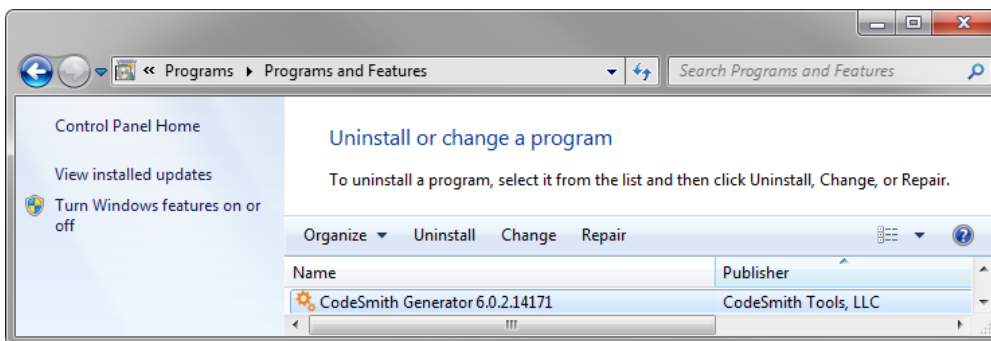 « Programs ▸ Programs and Features
Search Programs and Features
Control Panel Home
View installed updates
Turn Windows features on or
off
Uninstall or change a program
To uninstall a program, select it from the list and then click Uninstall, Change, or Repair.
Organize Uninstall Change Repair
Name Publisher
CodeSmith Generator 6.0.2.14171 CodeSmith Tools, LLC